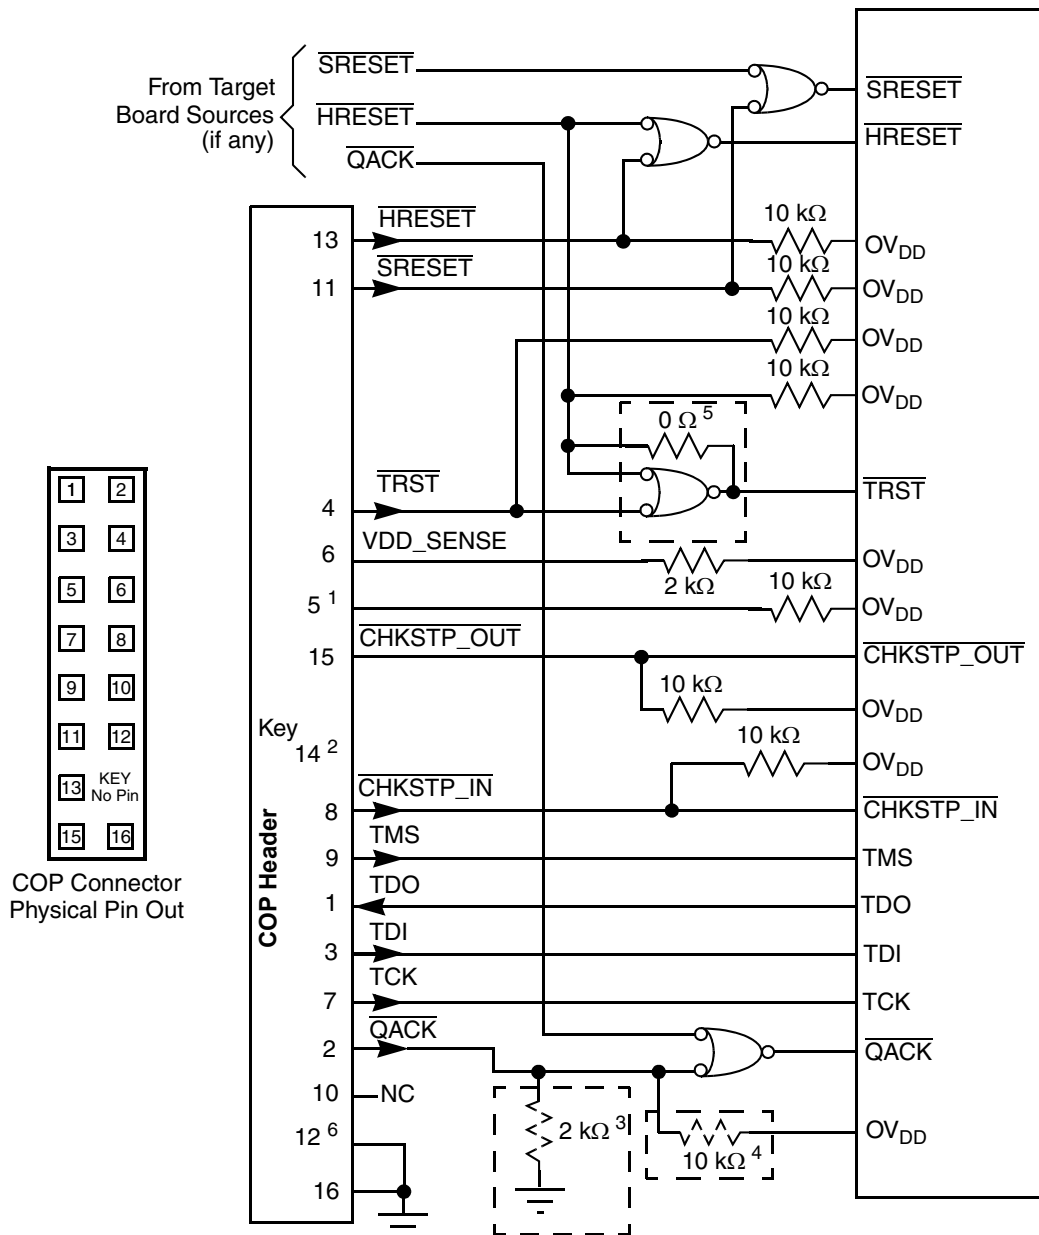 From Target
Board Sources
(if any)
SRESET
HRESET
QACK
SRESET
HRESET
13 HRESET 10 kΩ OVDD
11 SRESET 10 kΩ OVDD
10 kΩ OVDD
10 kΩ OVDD
0 Ω 5
4 TRST TRST
6 VDD_SENSE 2 kΩ OVDD
5 1 10 kΩ OVDD
15 CHKSTP_OUT CHKSTP_OUT
10 kΩ OVDD
Key
14 2
10 kΩ OVDD
8 CHKSTP_IN CHKSTP_IN
9 TMS TMS
1 TDO TDO
3 TDI TDI
7 TCK TCK
2 QACK QACK
10 NC
12 6
2 kΩ 3
10 kΩ 4 OVDD
16
COP Header
1 2
3 4
5 6
7 8
9 10
11 12
13 KEY
No Pin
15 16
COP Connector
Physical Pin Out